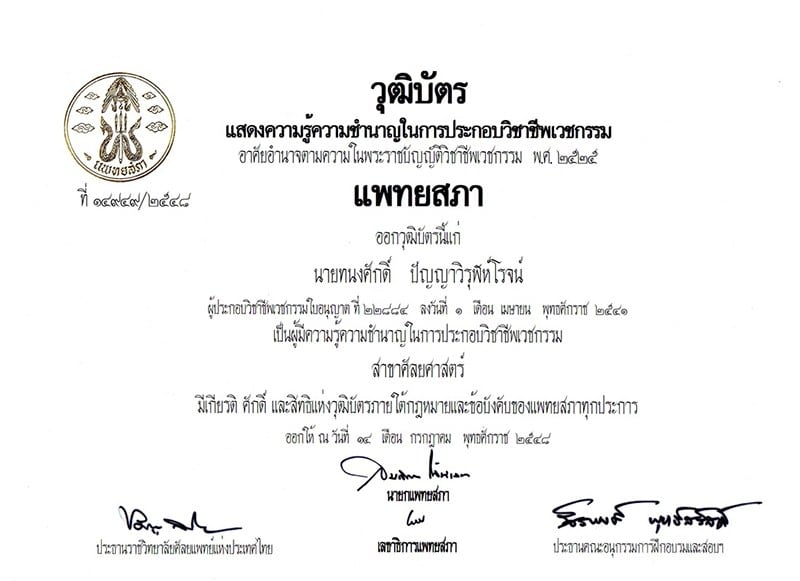 วุฒิบัตร
แสดงความรู้ความชำนาญในการประกอบวิชาชีพเวชกรรม
อาศัยอำนาจตามความในพระราชบัญญัติวิชาชีพเวชกรรม พ.ศ. ๒๕๒๕
แพทยสภา
ที่ ๑๔๙๔๙/๒๕๔๘
แพทยสภา
ออกวุฒิบัตรนี้แก่
นายทนงศักดิ์ ปัญญาวิรุฬห์โรจน์
ผู้ประกอบวิชาชีพเวชกรรมใบอนุญาต ที่ ๒๒๘๘๔ ลงวันที่ ๑ เดือน เมษายน พุทธศักราช ๒๕๔๑
เป็นผู้มีความรู้ความชำนาญในการประกอบวิชาชีพเวชกรรม
สาขาศัลยศาสตร์
มีเกียรติ ศักดิ์ และสิทธิแห่งวุฒิบัตรภายใต้กฎหมายและข้อบังคับของแพทยสภาทุกประการ
ออกให้ ณ วันที่ ๑๔ เดือน กรกฎาคม พุทธศักราช ๒๕๔๘
นายกแพทยสภา
ประธานราชวิทยาลัยศัลยแพทย์แห่งประเทศไทย
เลขาธิการแพทยสภา
ประธานคณะอนุกรรมการฝึกอบรมและสอบฯ